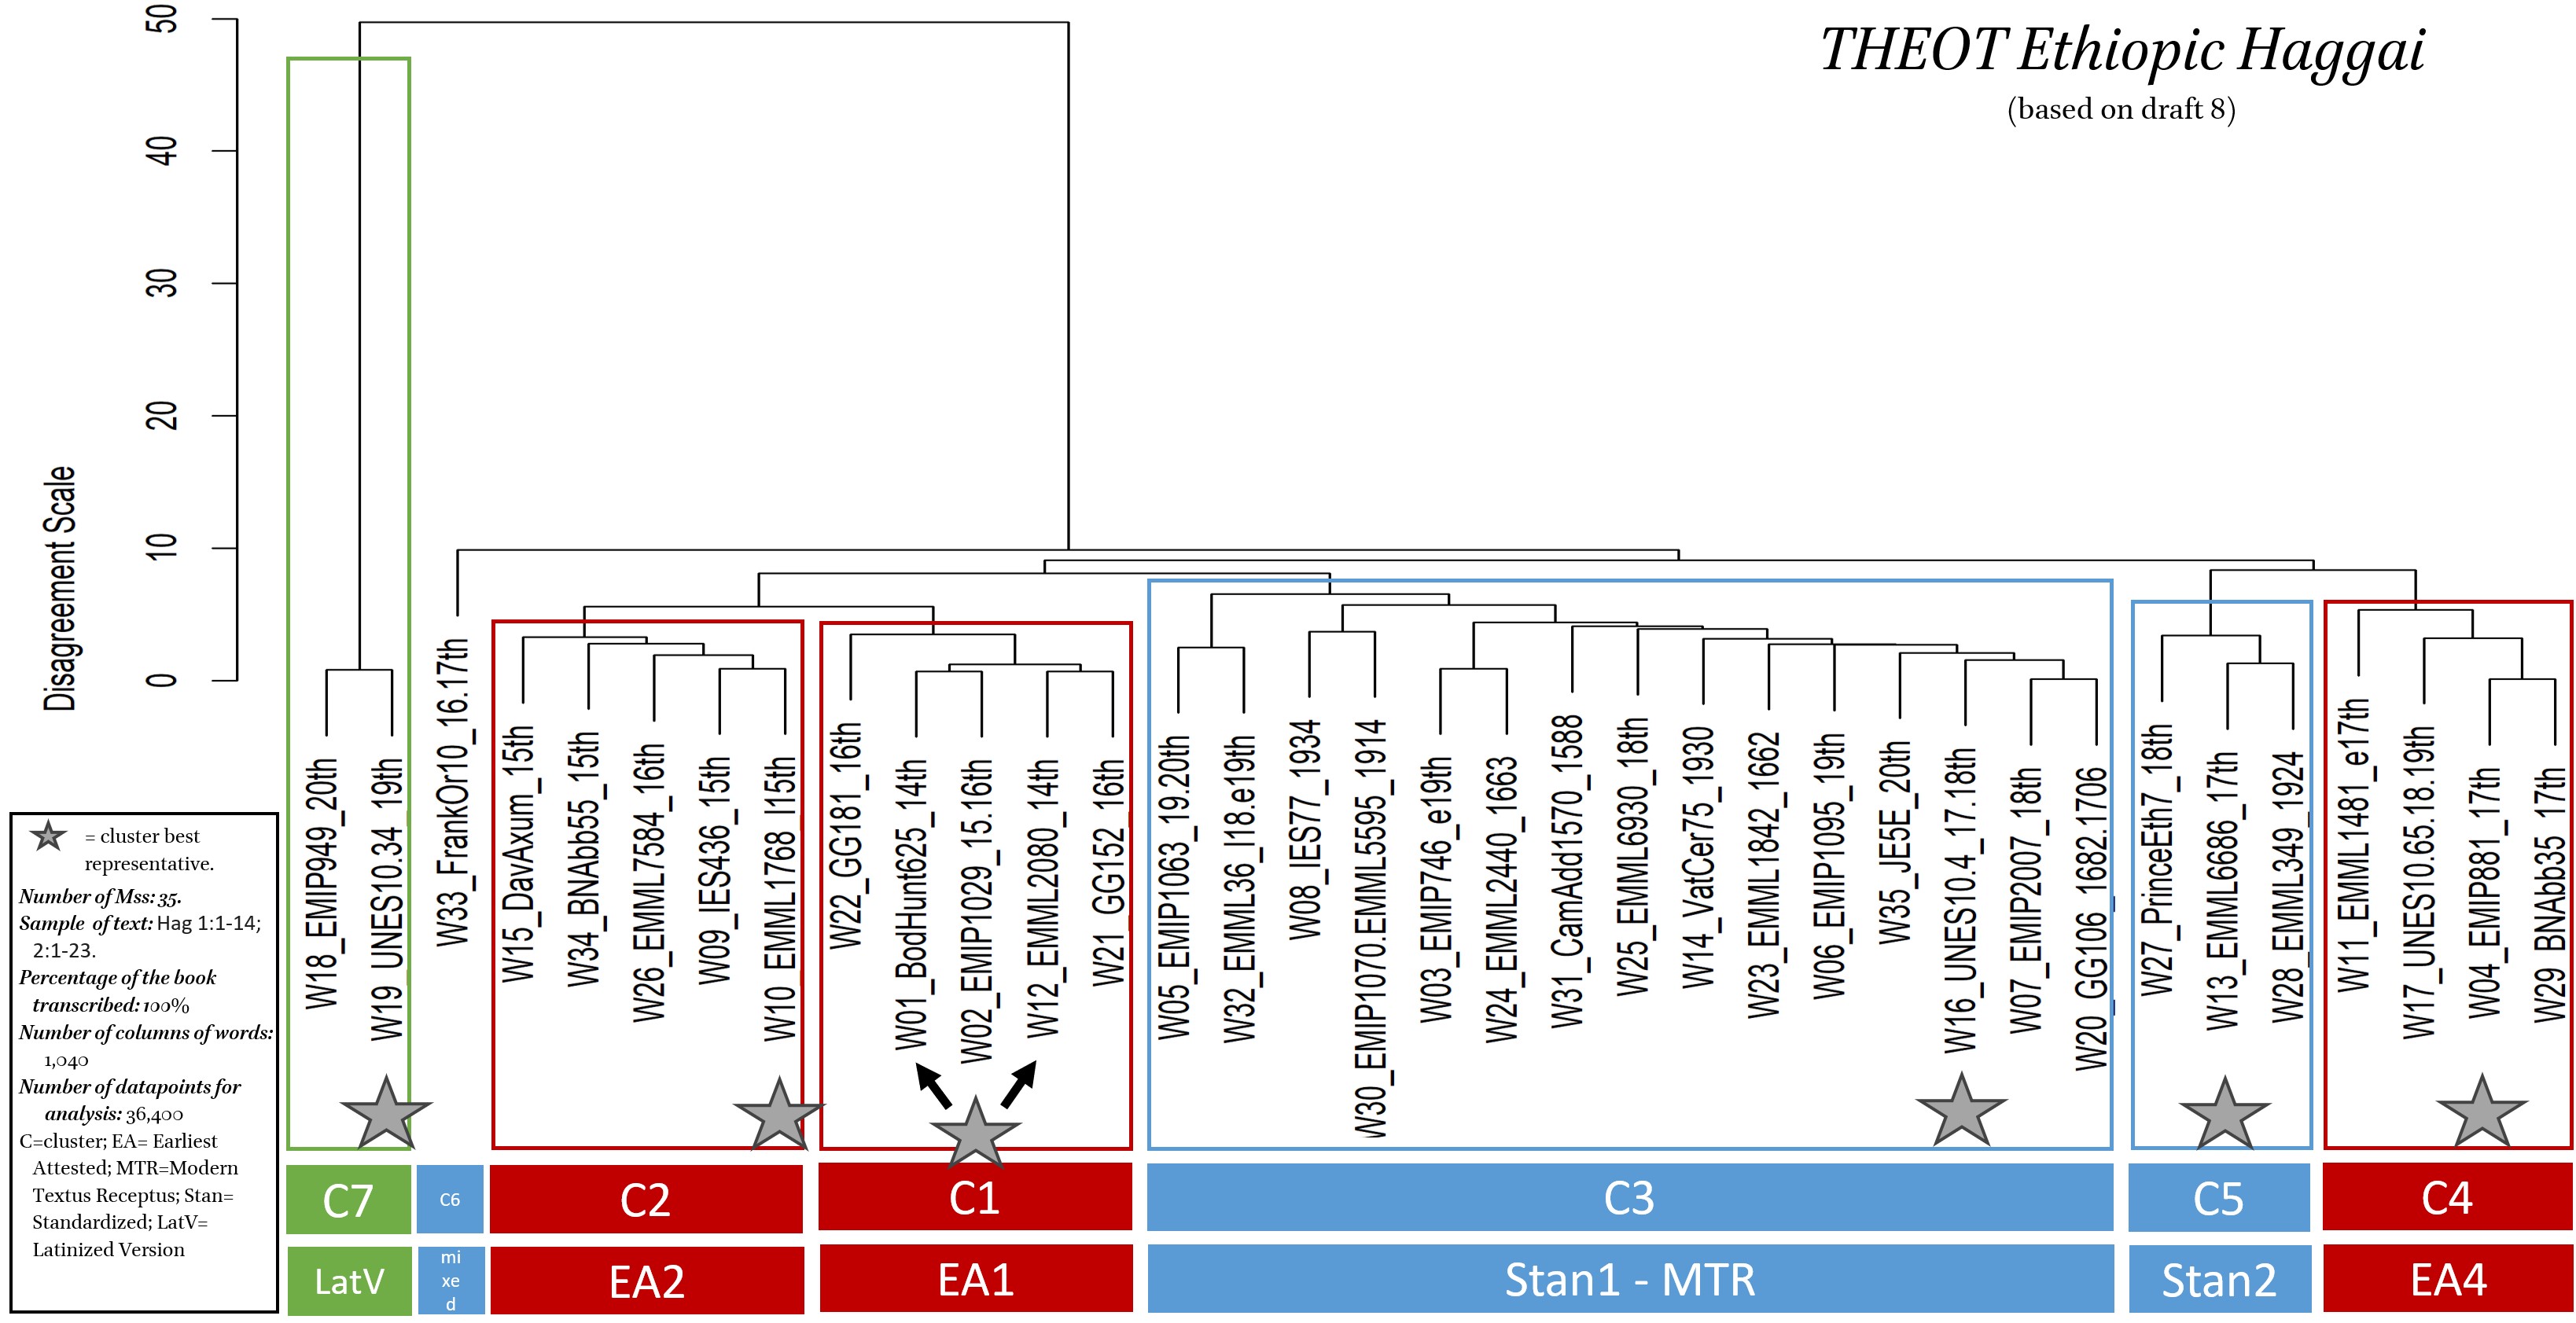 THEOT Ethiopic Haggai
(based on draft 8)
50
40
30
20
10
0
Disagreement Scale
W18_EMIP949_20th
W19_UNES10.34_19th
W33_FrankOr10_16.17th
W15_DavAxum_15th
W34_BNAbb55_15th
W26_EMML7584_16th
W09_IES436_15th
W10_EMML1768_l15th
W22_GG181_16th
W01_BodHunt625_14th
W02_EMIP1029_15.16th
W12_EMML2080_14th
W21_GG152_16th
W05_EMIP1063_19.20th
W32_EMML36_l18.e19th
W08_IES77_1934
W30_EMIP1070.EMML5595_1914
W03_EMIP746_e19th
W24_EMML2440_1663
W31_CamAdd1570_1588
W25_EMML6930_18th
W14_VatCer75_1930
W23_EMML1842_1662
W06_EMIP1095_19th
W35_JE5E_20th
W16_UNES10.4_17.18th
W07_EMIP2007_18th
W20_GG106_1682.1706
W27_PrinceEth7_18th
W13_EMML6686_17th
W28_EMML349_1924
W11_EMML1481_e17th
W17_UNES10.65.18.19th
W04_EMIP881_17th
W29_BNAbb35_17th
= cluster best
representative.
Number of Mss: 35.
Sample of text: Hag 1:1-14;
2:1-23.
Percentage of the book
transcribed: 100%
Number of columns of words:
1,040
Number of datapoints for
analysis: 36,400
C=cluster; EA= Earliest
Attested; MTR=Modern
Textus Receptus; Stan=
Standardized; LatV=
Latinized Version
C7
C6
C2
C1
C3
C5
C4
LatV
mi
xe
d
EA2
EA1
Stan1 - MTR
Stan2
EA4